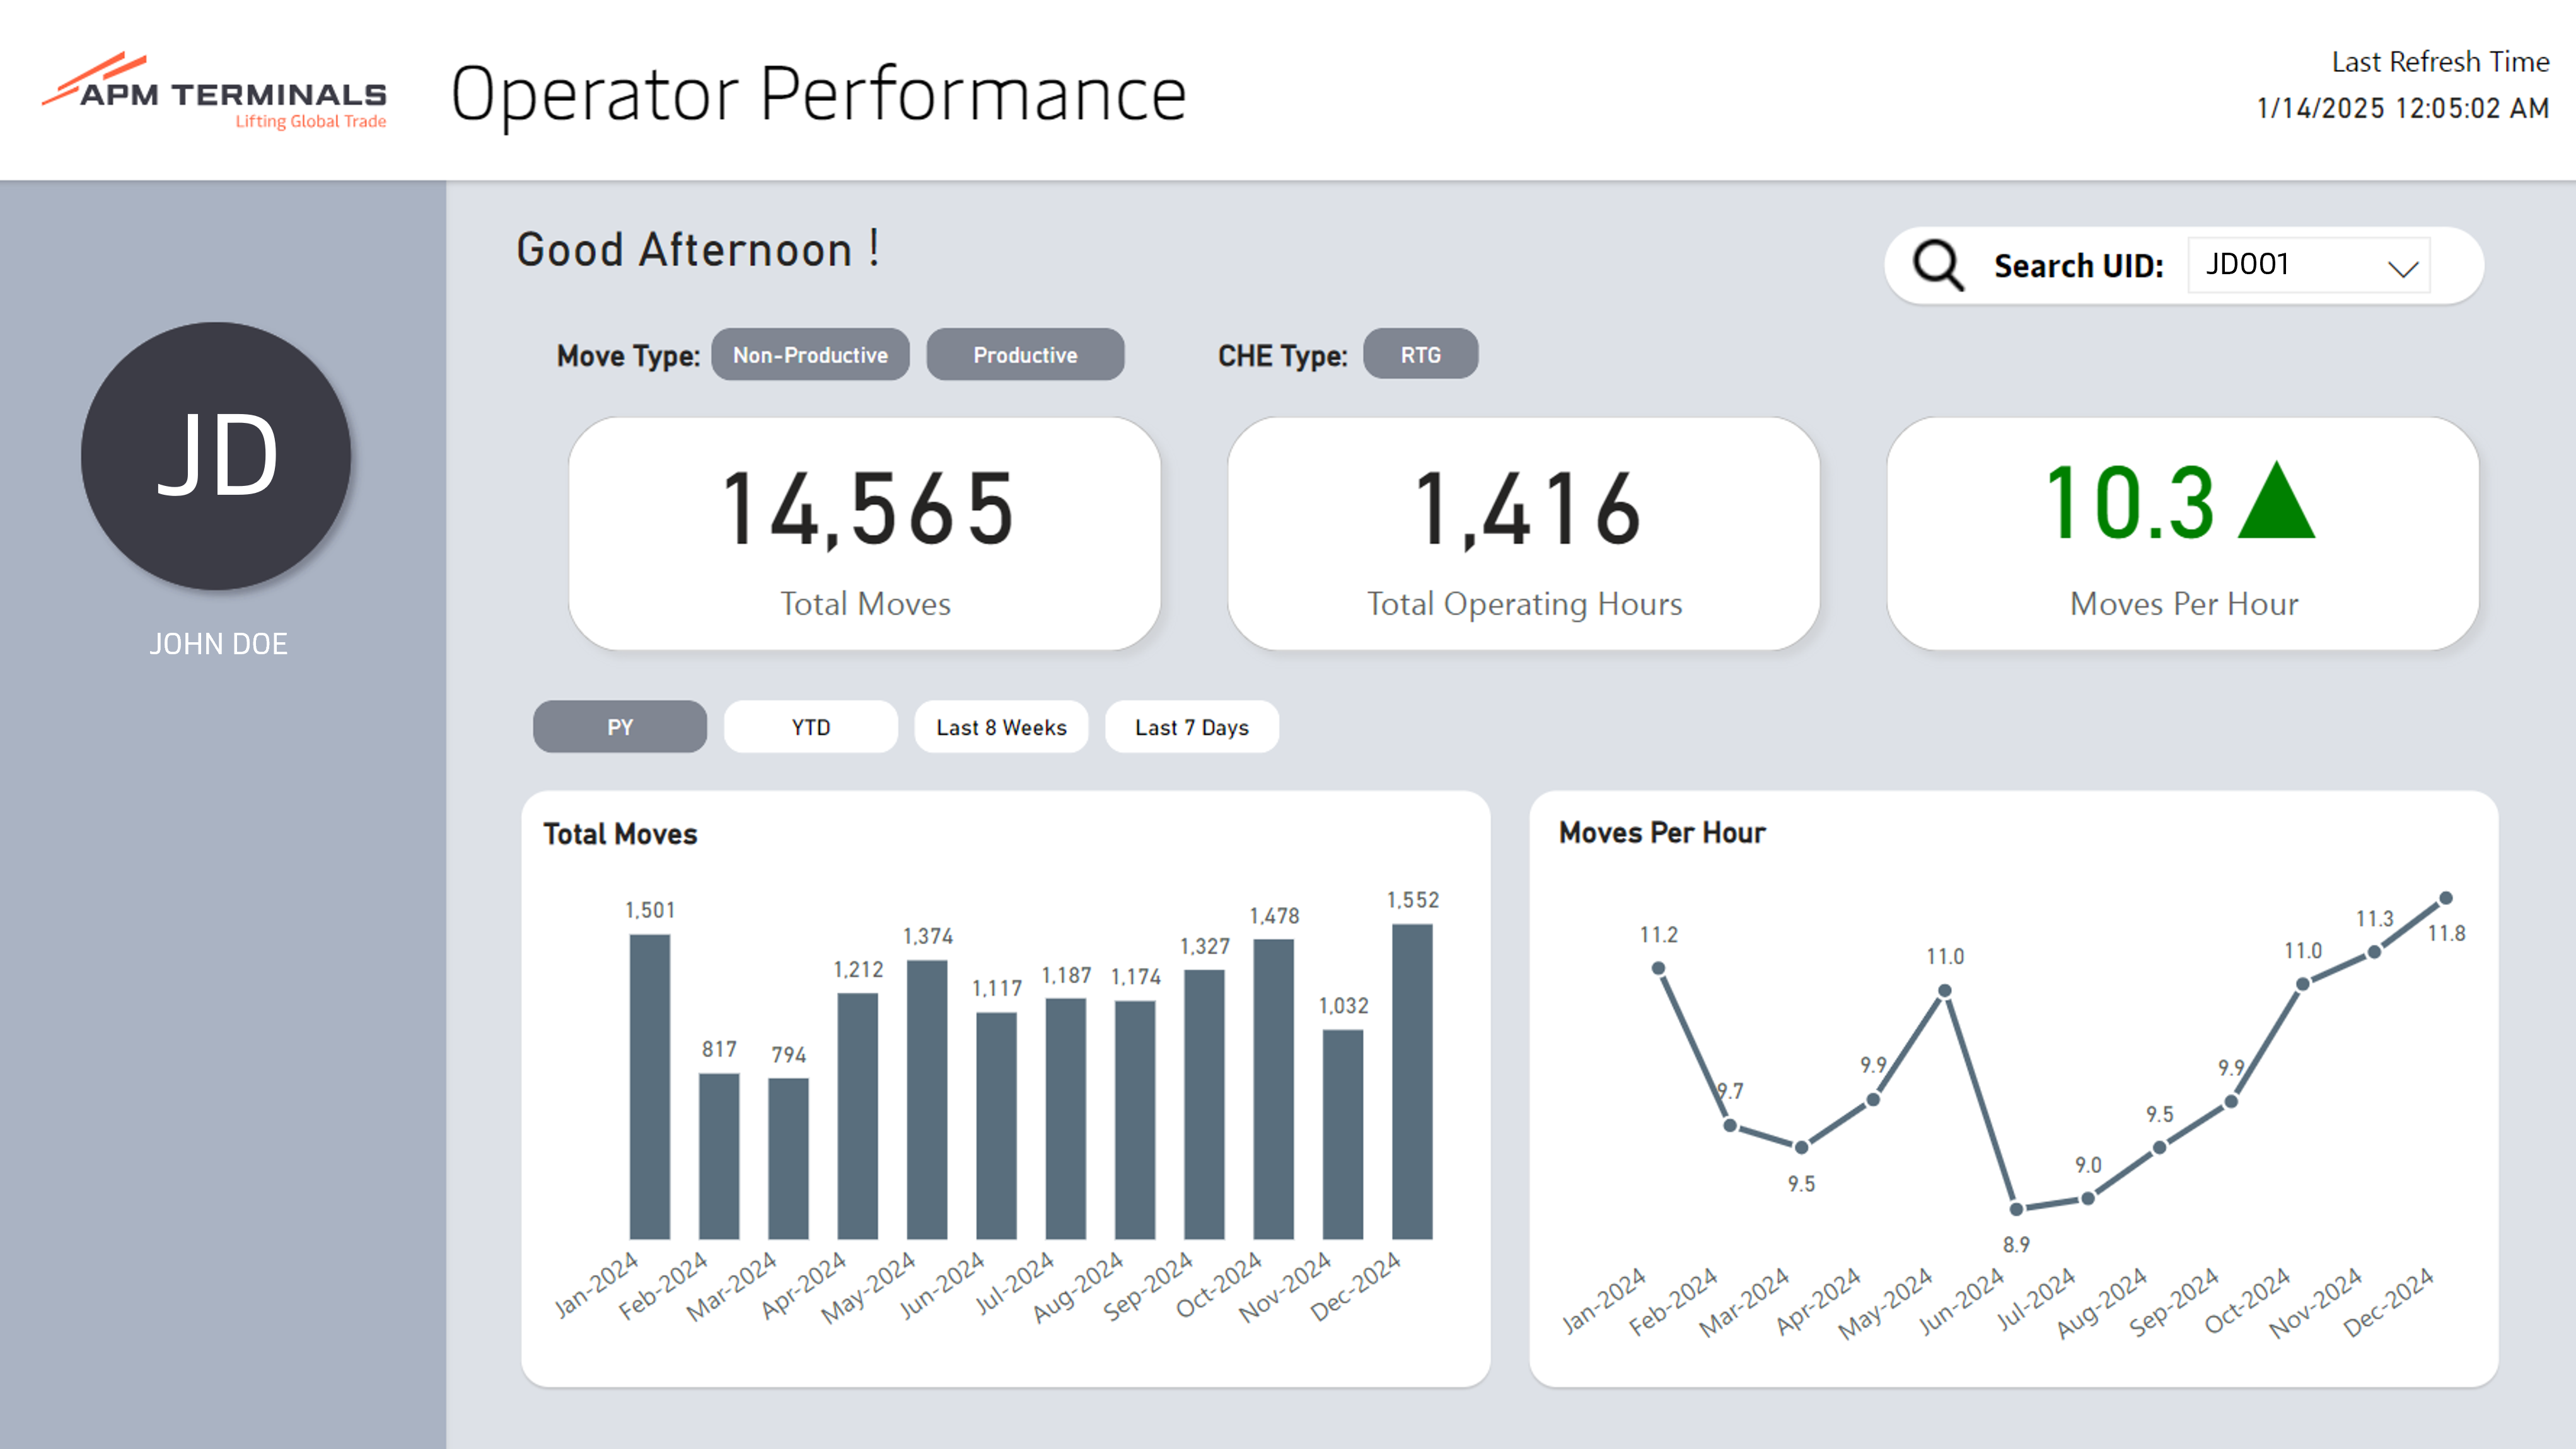 APM TERMINALS
Lifting Global Trade
Operator Performance
Last Refresh Time
1/14/2025 12:05:02 AM
Good Afternoon !
Search UID: JD001
Move Type: Non-Productive Productive CHE Type: RTG
JD
JOHN DOE
14,565
Total Moves
1,416
Total Operating Hours
10.3
Moves Per Hour
PY YTD Last 8 Weeks Last 7 Days
Total Moves
1,501 817 794 1,212 1,374 1,117 1,187 1,174 1,327 1,478 1,032 1,552
Jan-2024 Feb-2024 Mar-2024 Apr-2024 May-2024 Jun-2024 Jul-2024 Aug-2024 Sep-2024 Oct-2024 Nov-2024 Dec-2024
Moves Per Hour
11.2 9.7 9.5 9.9 11.0 8.9 9.0 9.5 9.9 11.0 11.3 11.8
Jan-2024 Feb-2024 Mar-2024 Apr-2024 May-2024 Jun-2024 Jul-2024 Aug-2024 Sep-2024 Oct-2024 Nov-2024 Dec-2024